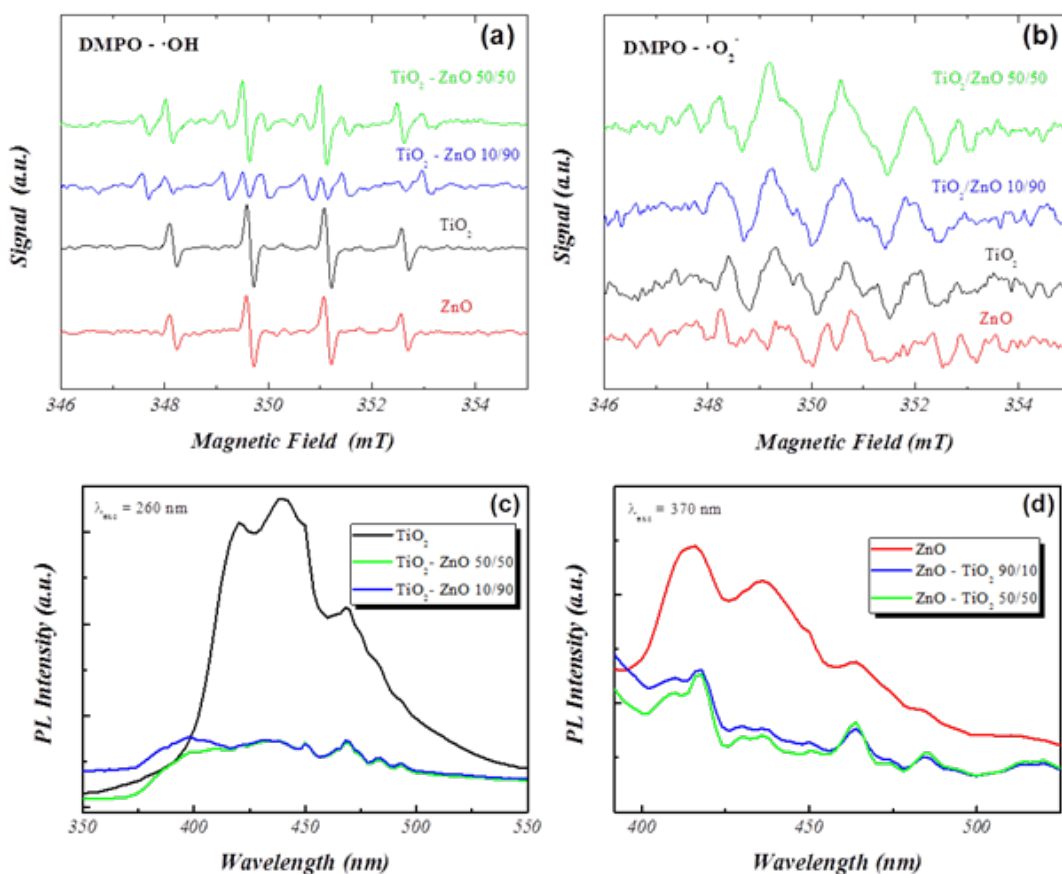 DMPO - ·OH
(a)
TiO₂ - ZnO 50/50
TiO₂ - ZnO 10/90
TiO₂
ZnO
Signal (a.u.)
346 348 350 352 354
Magnetic Field (mT)
DMPO - ·O₂⁻
(b)
TiO₂/ZnO 50/50
TiO₂/ZnO 10/90
TiO₂
ZnO
Signal (a.u.)
346 348 350 352 354
Magnetic Field (mT)
= 260 nm
(c)
TiO₂
TiO₂- ZnO 50/50
TiO₂- ZnO 10/90
PL Intensity (a.u.)
350 400 450 500 550
Wavelength (nm)
= 370 nm
(d)
ZnO
ZnO - TiO₂ 90/10
ZnO - TiO₂ 50/50
PL Intensity (a.u.)
400 450 500
Wavelength (nm)